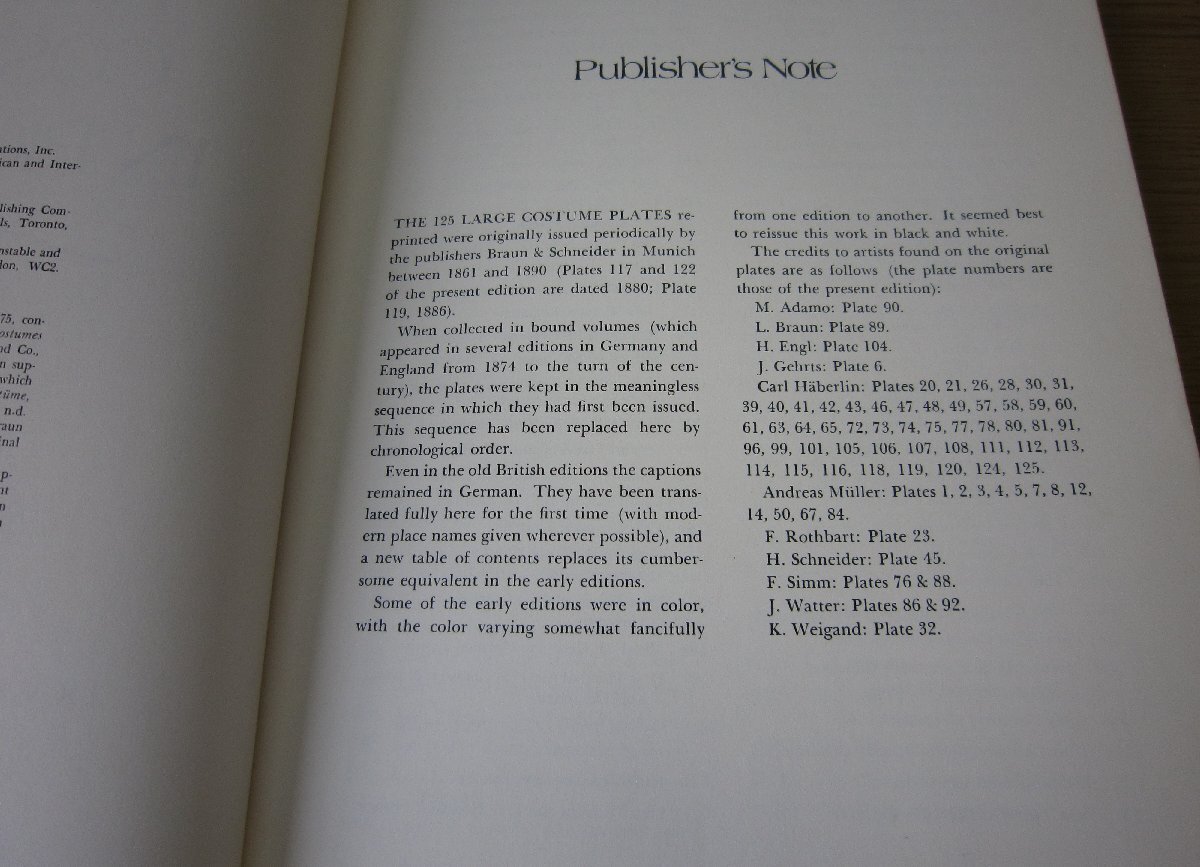 ations, Inc.
ican and Inter-
lishing Com-
ls, Toronto,
nstable and
don, WC2.
75, con-
ostumes
nd Co.,
n sup-
which
tüme,
n.d.
raun
inal
p-
nt
Publisher's Note
THE 125 LARGE COSTUME PLATES re-
printed were originally issued periodically by
the publishers Braun & Schneider in Munich
between 1861 and 1890 (Plates 117 and 122
of the present edition are dated 1880; Plate
119, 1886).
When collected in bound volumes (which
appeared in several editions in Germany and
England from 1874 to the turn of the cen-
tury), the plates were kept in the meaningless
sequence in which they had first been issued.
This sequence has been replaced here by
chronological order.
Even in the old British editions the captions
remained in German. They have been trans-
lated fully here for the first time (with mod-
ern place names given wherever possible), and
a new table of contents replaces its cumber-
some equivalent in the early editions.
Some of the early editions were in color,
with the color varying somewhat fancifully
from one edition to another. It seemed best
to reissue this work in black and white.
The credits to artists found on the original
plates are as follows (the plate numbers are
those of the present edition):
M. Adamo: Plate 90.
L. Braun: Plate 89.
H. Engl: Plate 104.
J. Gehrts: Plate 6.
Carl Häberlin: Plates 20, 21, 26, 28, 30, 31,
39, 40, 41, 42, 43, 46, 47, 48, 49, 57, 58, 59, 60,
61, 63, 64, 65, 72, 73, 74, 75, 77, 78, 80, 81, 91,
96, 99, 101, 105, 106, 107, 108, 111, 112, 113,
114, 115, 116, 118, 119, 120, 124, 125.
Andreas Müller: Plates 1, 2, 3, 4, 5, 7, 8, 12,
14, 50, 67, 84.
F. Rothbart: Plate 23.
H. Schneider: Plate 45.
F. Simm: Plates 76 & 88.
J. Watter: Plates 86 & 92.
K. Weigand: Plate 32.